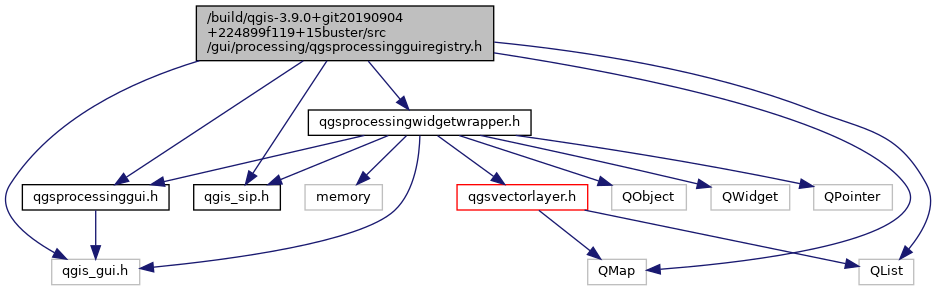 /build/qgis-3.9.0+git20190904
+224899f119+15buster/src
/gui/processing/qgsprocessingguiregistry.h
qgsprocessingwidgetwrapper.h
qgsprocessinggui.h
qgis_sip.h
memory
qgsvectorlayer.h
QObject
QWidget
QPointer
qgis_gui.h
QMap
QList